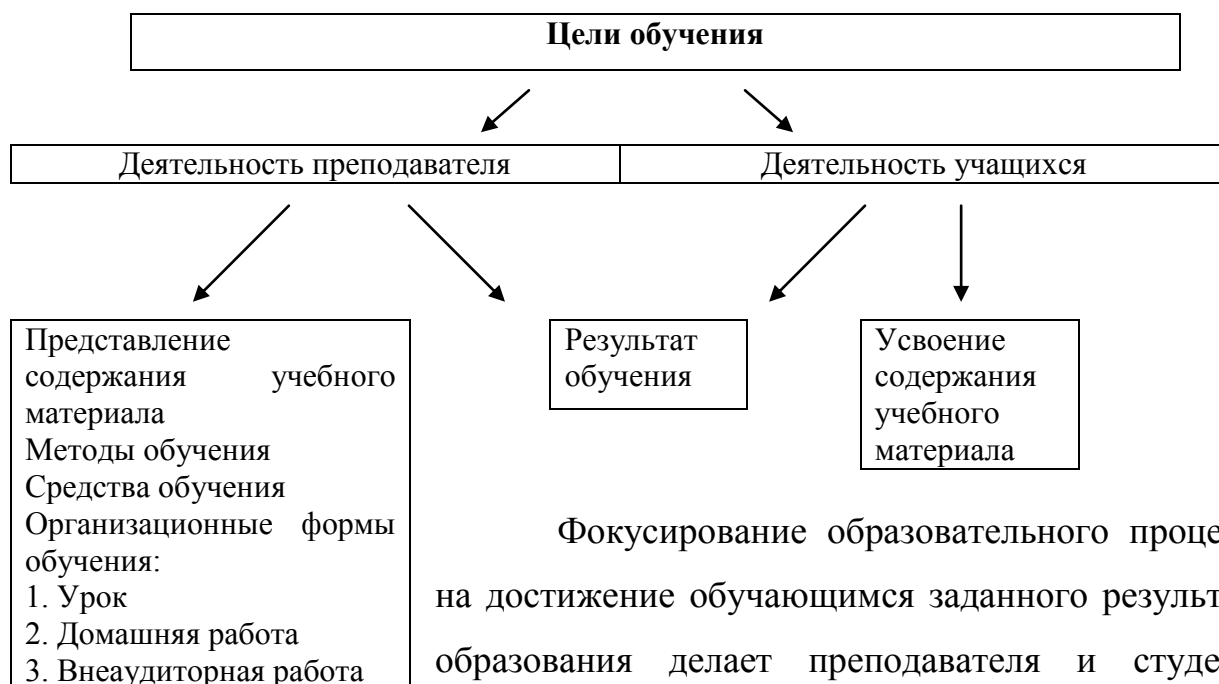 Цели обучения
Деятельность преподавателя
Деятельность учащихся
Представление
содержания учебного
материала
Методы обучения
Средства обучения
Организационные формы
обучения:
1. Урок
2. Домашняя работа
3. Внеаудиторная работа
Результат
обучения
Усвоение
содержания
учебного
материала
Фокусирование образовательного проце
на достижение обучающимся заданного результ
образования делает преподавателя и студе